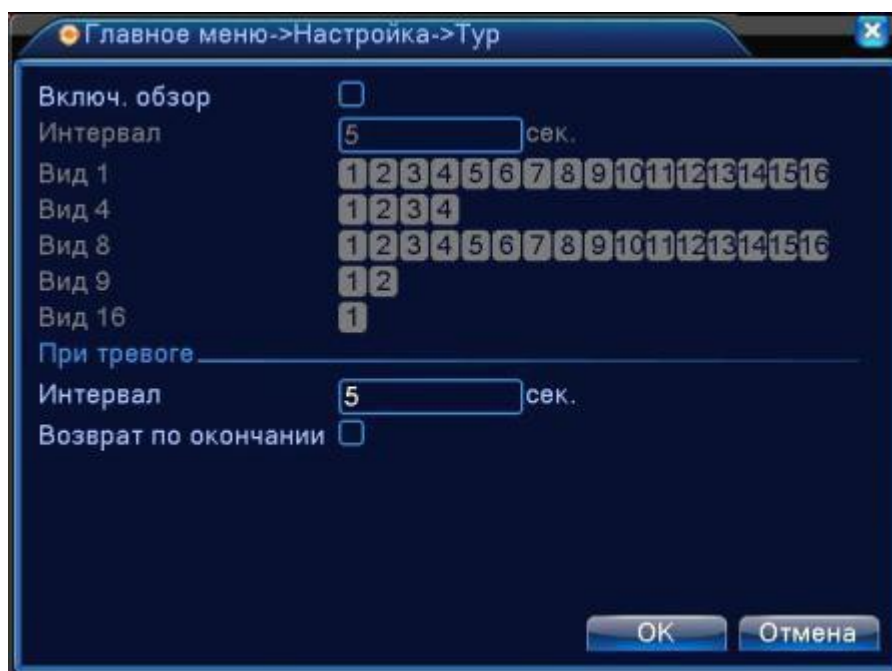 Главное меню->Настройка->Тур
Включ. обзор
Интервал 5 сек.
Вид 1 1 2 3 4 5 6 7 8 9 10 11 12 13 14 15 16
Вид 4 1 2 3 4
Вид 8 1 2 3 4 5 6 7 8 9 10 11 12 13 14 15 16
Вид 9 1 2
Вид 16 1
При тревоге
Интервал 5 сек.
Возврат по окончании
OK Отмена